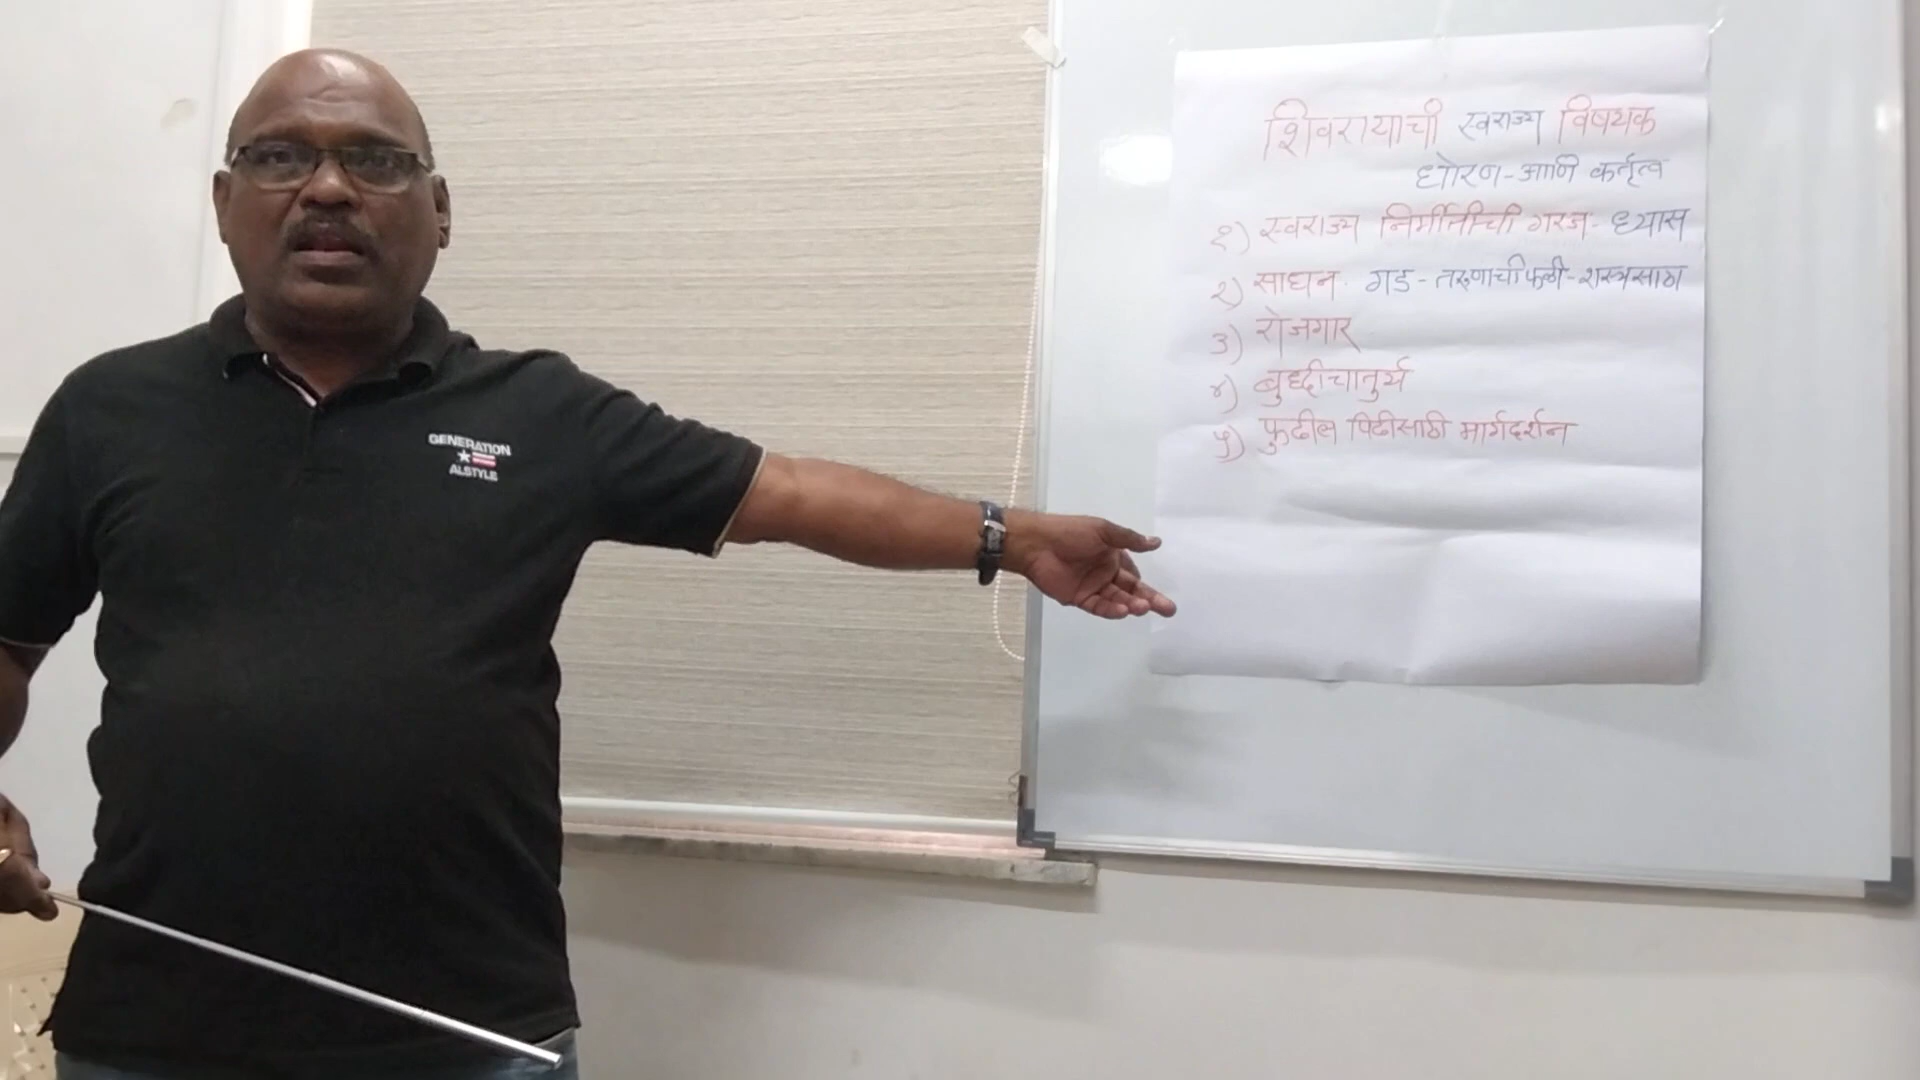 GENERATION
ALSTYLE
शिवरायाची स्वराज्य विषयक
धोरण-आणि कर्तृत्व
१) स्वराज्य निर्मीतीची गरज- ध्यास
२) साधन. गड - तरुणाची फळी - शस्त्रसाठा
३) रोजगार
४) बुध्दीचातुर्य
५) पुढील पिढीसाठी मार्गदर्शन